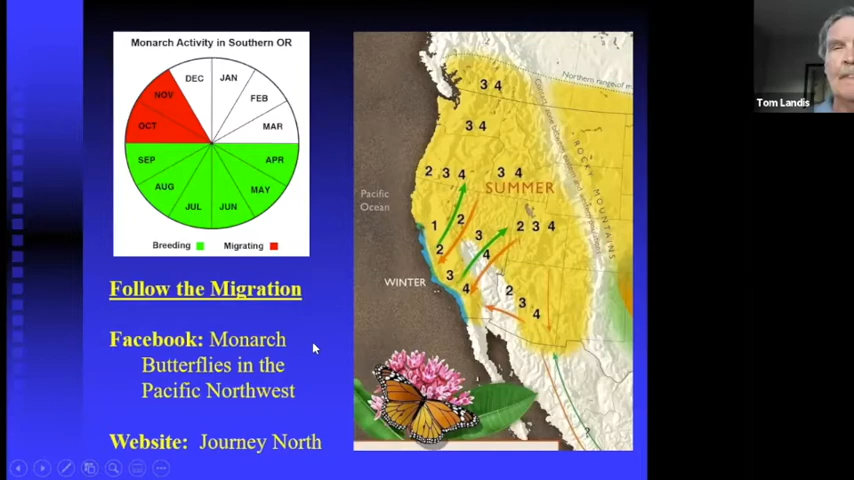 Monarch Activity in Southern OR
DEC
JAN
NOV
FEB
OCT
MAR
SEP
APR
AUG
MAY
JUL
JUN
Breeding
Migrating
Follow the Migration
Facebook: Monarch
Butterflies in the
Pacific Northwest
Website: Journey North
Northern range of m
3 4
3 4
2 3 4
3 4
SUMMER
ROCKY MOUNTAINS
Pacific
Ocean
1
2
2 3 4
3
2
4
WINTER
3
4
2
3
4
?
Tom Landis